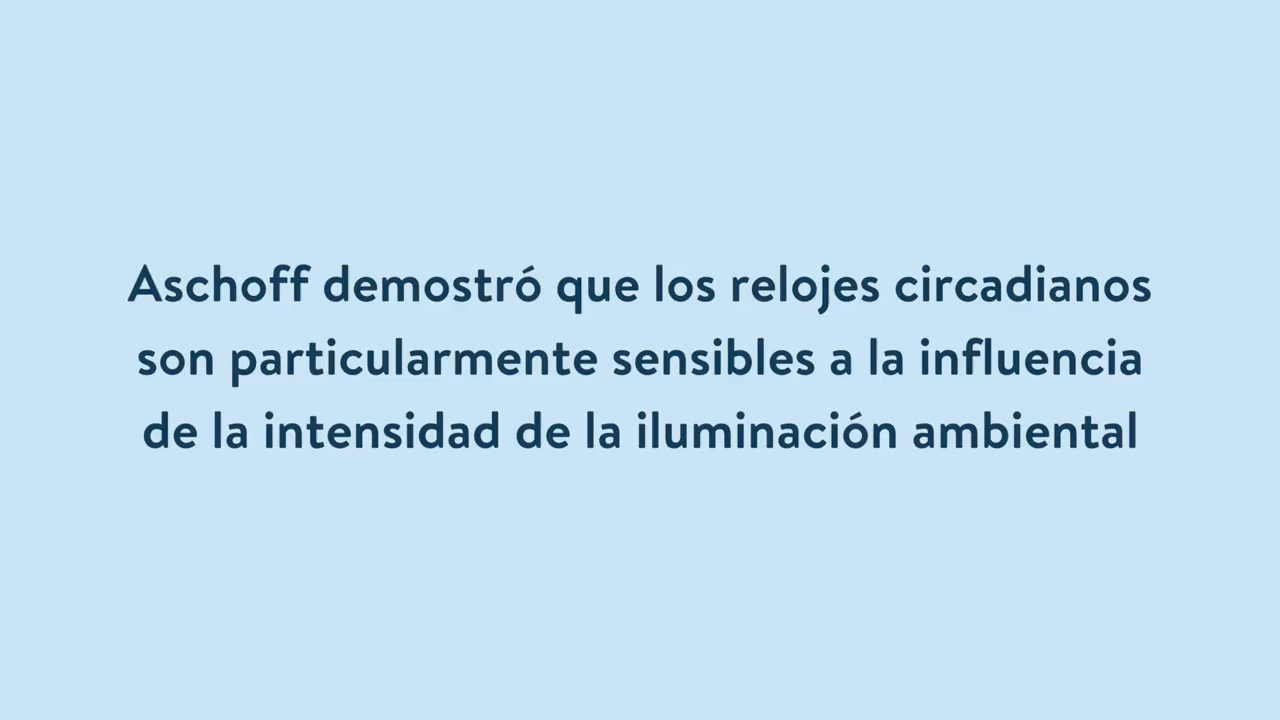 Aschoff demostró que los relojes circadianos
son particularmente sensibles a la influencia
de la intensidad de la iluminación ambiental